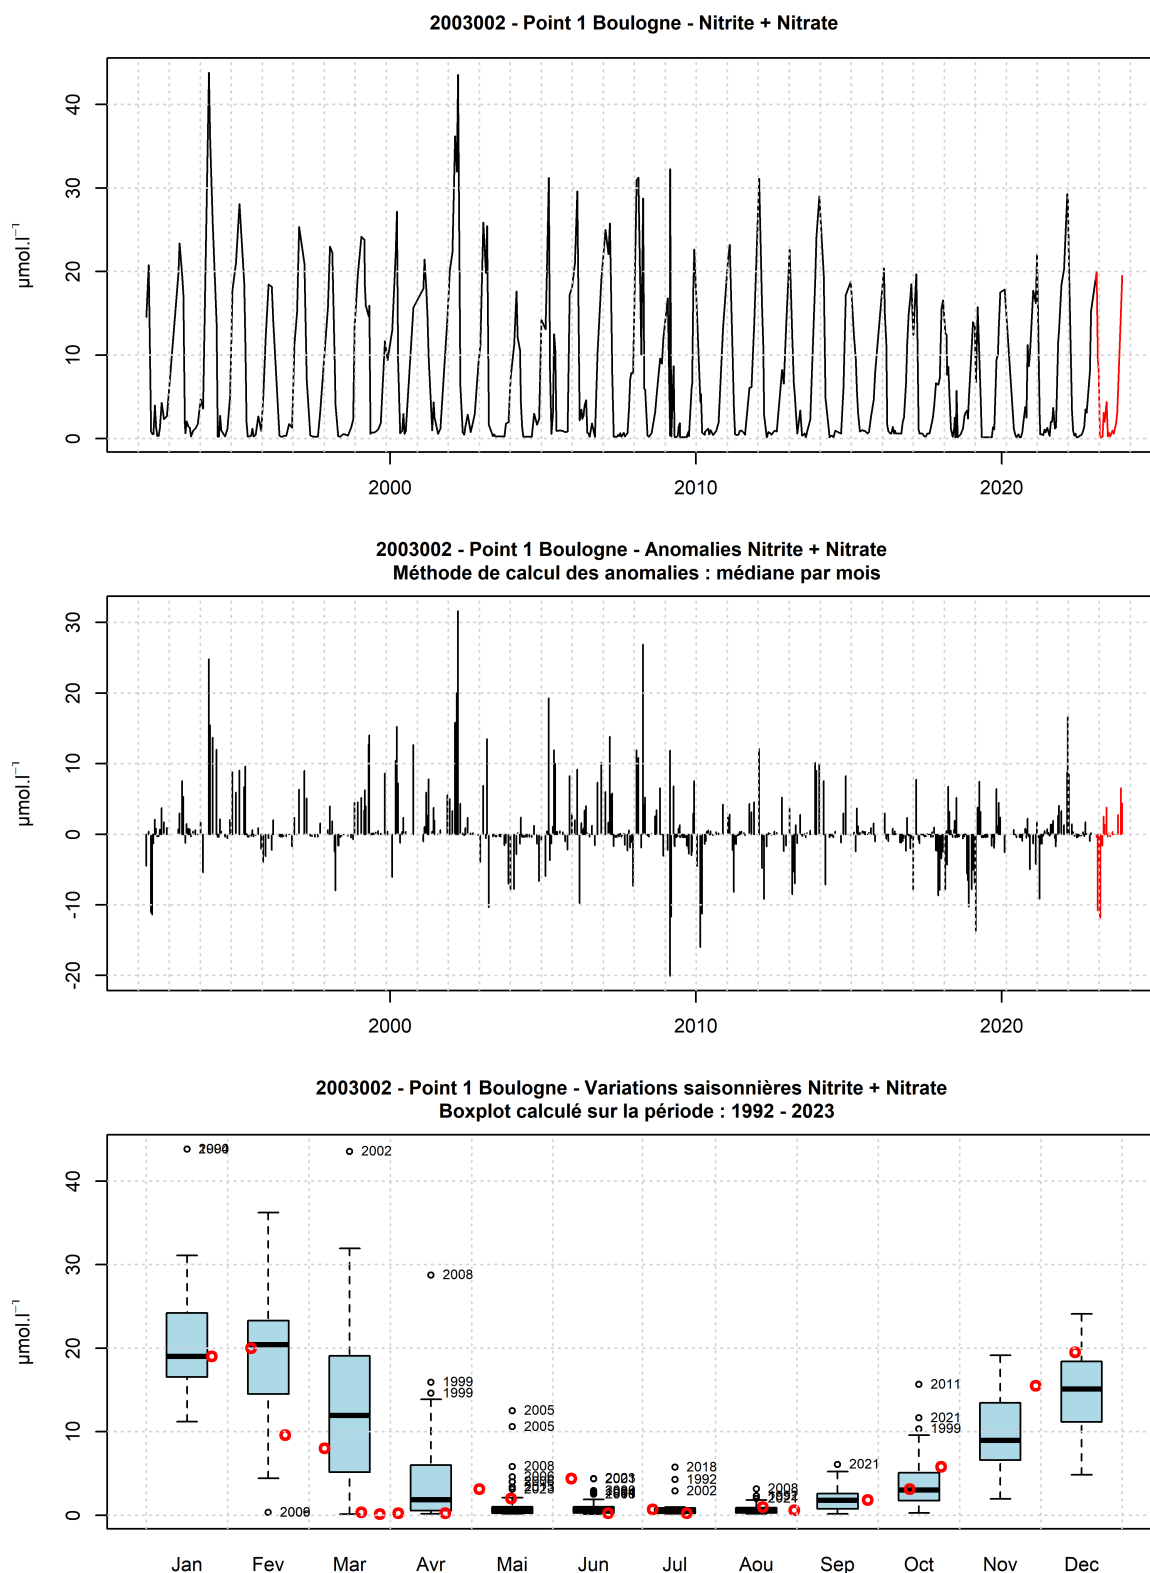 2003002 - Point 1 Boulogne - Nitrite + Nitrate
µmol.l⁻¹
40
30
20
10
0
2000 2010 2020
2003002 - Point 1 Boulogne - Anomalies Nitrite + Nitrate
Méthode de calcul des anomalies : médiane par mois
µmol.l⁻¹
30
20
10
0
-10
-20
2000 2010 2020
2003002 - Point 1 Boulogne - Variations saisonnières Nitrite + Nitrate
Boxplot calculé sur la période : 1992 - 2023
µmol.l⁻¹
40
30
20
10
0
2002
2008
1999
1999
2005
2005
2008
2018
1992
2002
2008
2021
2011
2021
1999
Jan Fev Mar Avr Mai Jun Jul Aou Sep Oct Nov Dec